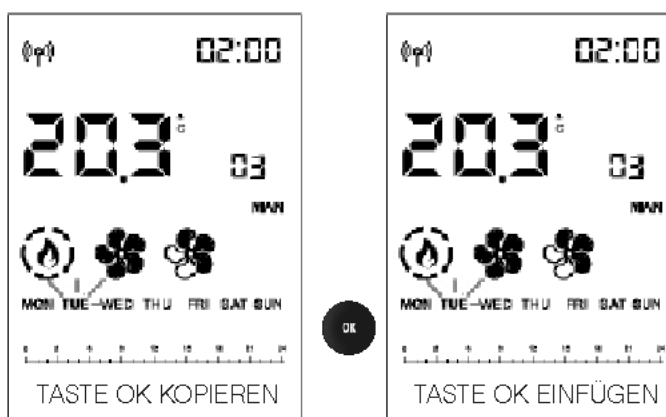 02:00
20.3 °C
03
MAN
MON TUE WED THU FRI SAT SUN
TASTE OK KOPIEREN
OK
02:00
20.3 °C
03
MAN
MON TUE WED THU FRI SAT SUN
TASTE OK EINFÜGEN